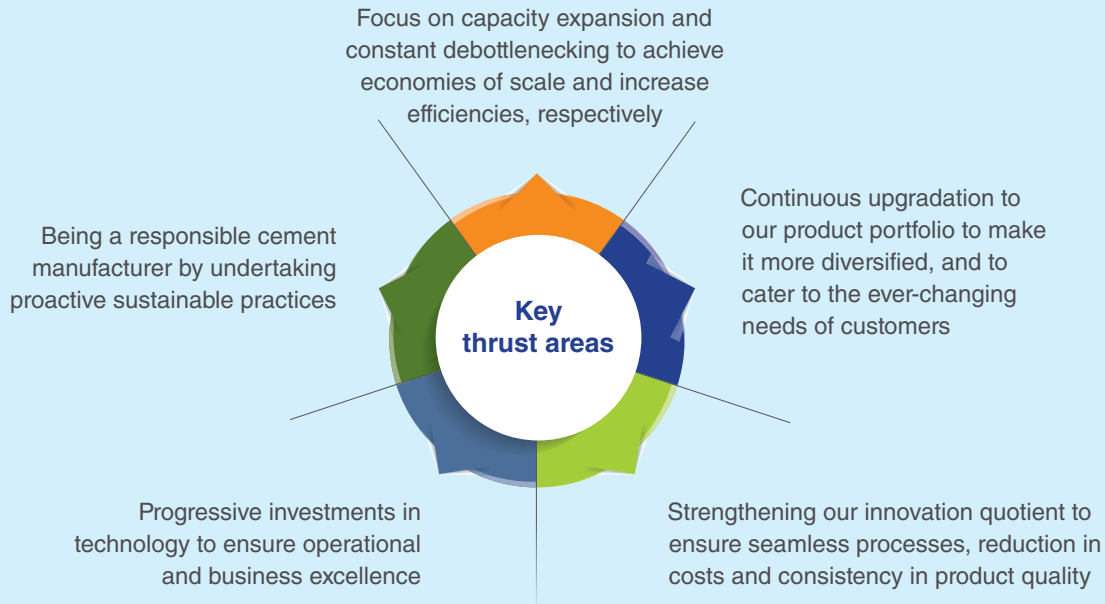 Focus on capacity expansion and
constant debottlenecking to achieve
economies of scale and increase
efficiencies, respectively
Continuous upgradation to
our product portfolio to make
it more diversified, and to
cater to the ever-changing
needs of customers
Being a responsible cement
manufacturer by undertaking
proactive sustainable practices
Key
thrust areas
Progressive investments in
technology to ensure operational
and business excellence
Strengthening our innovation quotient to
ensure seamless processes, reduction in
costs and consistency in product quality